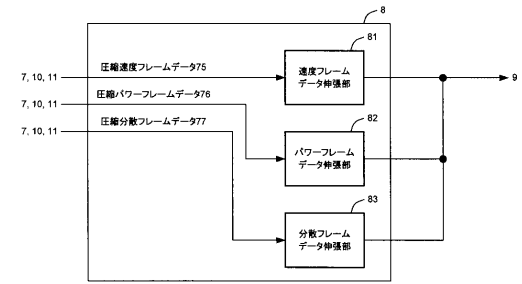 8
81
圧縮速度フレームデータ75
7, 10, 11
速度フレーム
データ伸張部
9
圧縮パワーフレームデータ76
7, 10, 11
82
圧縮分散フレームデータ77
7, 10, 11
パワーフレーム
データ伸張部
83
分散フレーム
データ伸張部